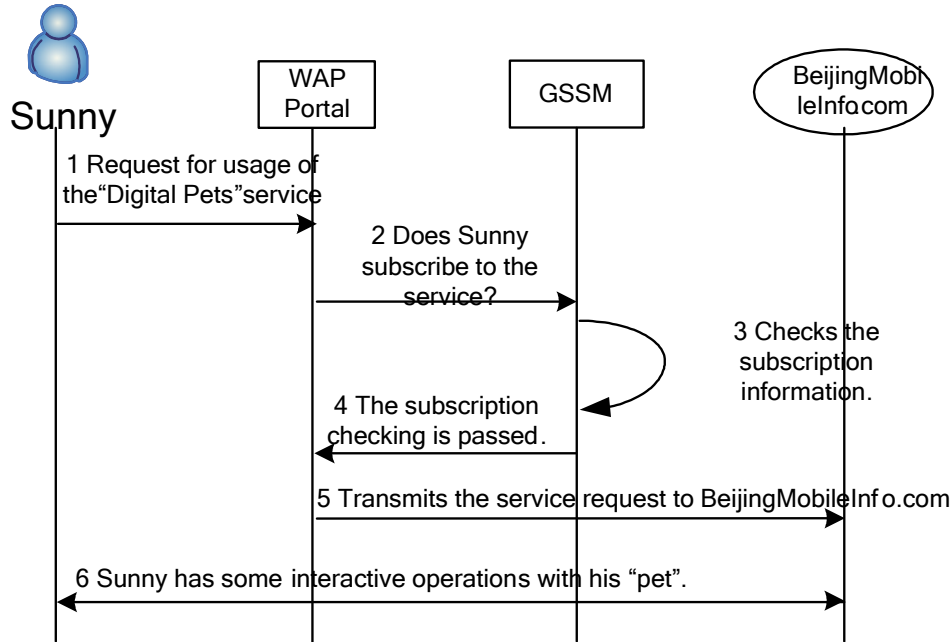 Sunny
WAP
Portal
GSSM
BeijingMobi
leInfo.com
1 Request for usage of
the“Digital Pets”service
2 Does Sunny
subscribe to the
service?
3 Checks the
subscription
information.
4 The subscription
checking is passed.
5 Transmits the service request to BeijingMobileInfo.com
6 Sunny has some interactive operations with his “pet”.